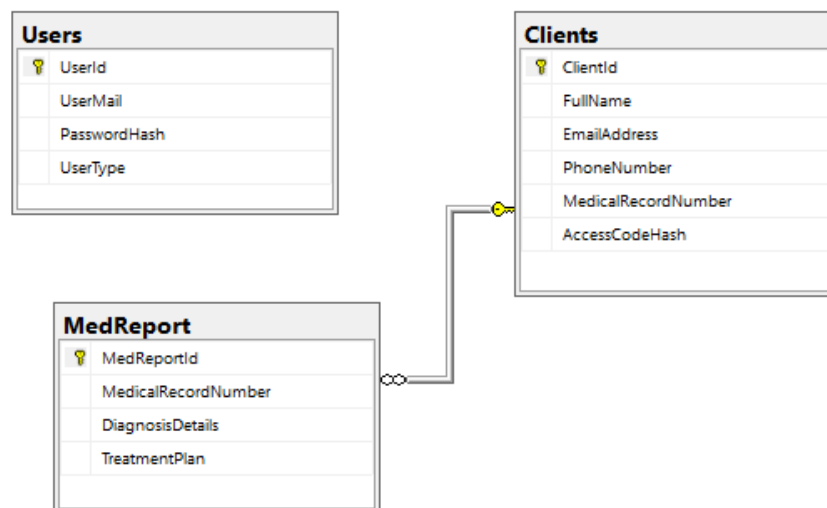 Users
UserId
UserMail
PasswordHash
UserType
Clients
ClientId
FullName
EmailAddress
PhoneNumber
MedicalRecordNumber
AccessCodeHash
MedReport
MedReportId
MedicalRecordNumber
DiagnosisDetails
TreatmentPlan